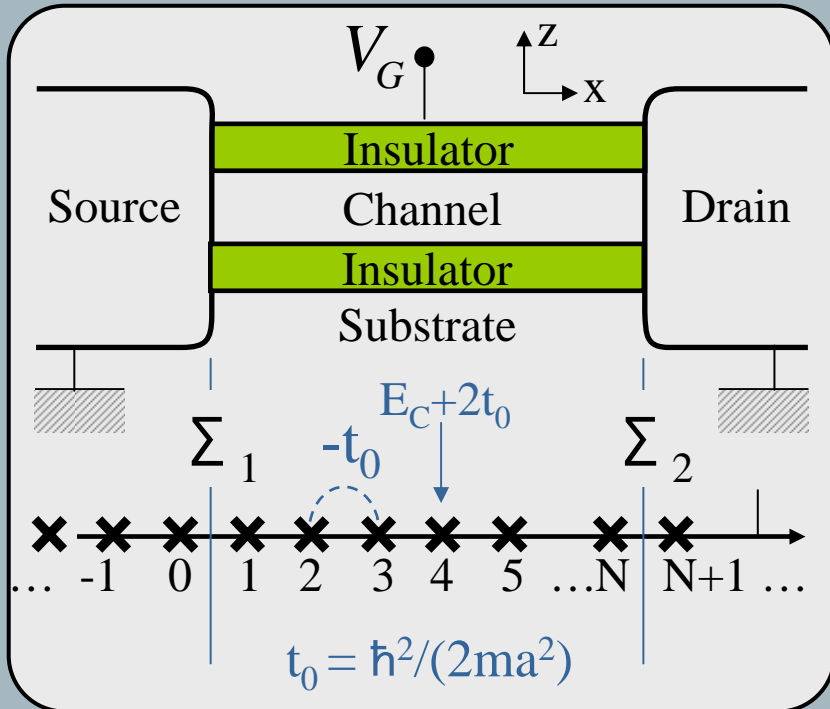 V_G
z
x
Insulator
Source
Channel
Drain
Insulator
Substrate
E_C+2t_0
-t_0
Σ_1
Σ_2
... -1 0 1 2 3 4 5 ...N N+1 ...
t_0 = ℏ²/(2ma²)